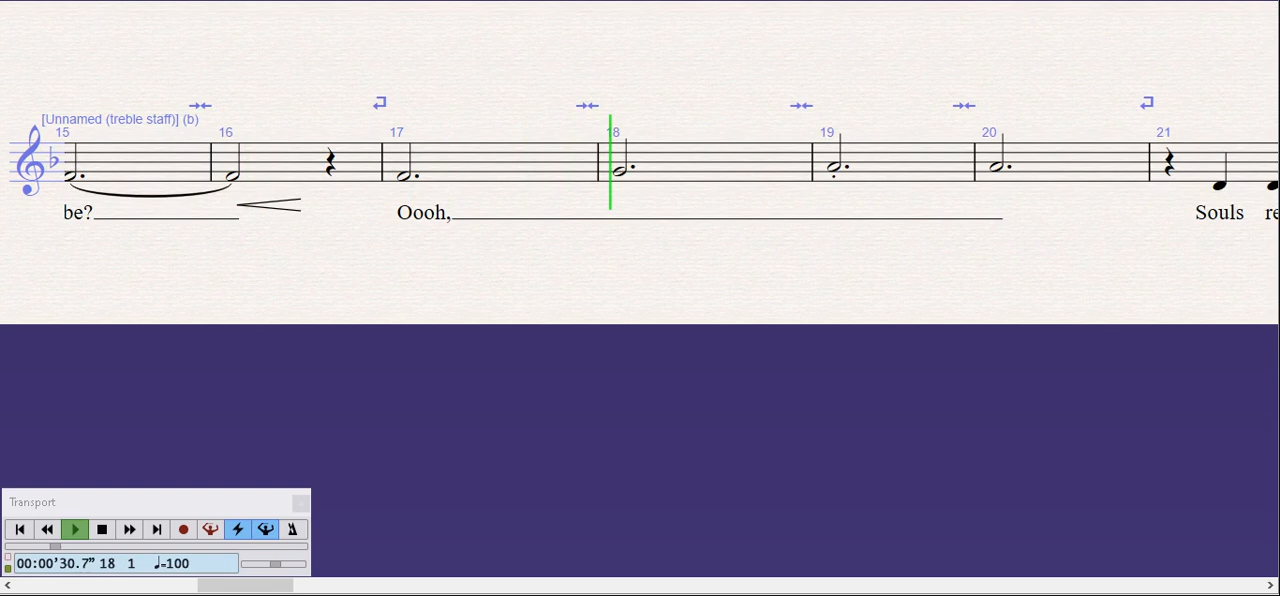 [Unnamed (treble staff)] (b)
15 16 17 18 19 20 21
be? Oooh, Souls re
Transport
00:00'30.7" 18 1 ♩=100